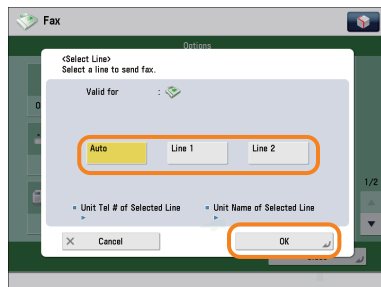 Fax
Options
<Select Line>
Select a line to send fax.
Valid for :
0
Auto Line 1 Line 2
1/2
Unit Tel # of Selected Line Unit Name of Selected Line
Cancel OK